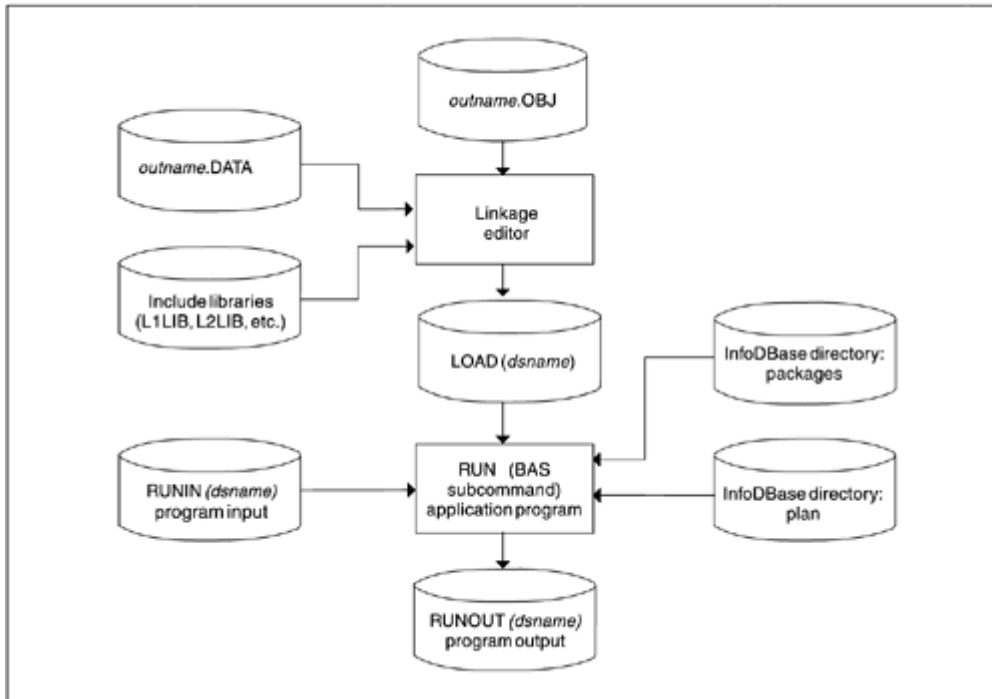 outname.OBJ
outname.DATA
Linkage
editor
Include libraries
(L1LIB, L2LIB, etc.)
LOAD (dsname)
InfoDBase directory:
packages
RUNIN (dsname)
program input
RUN (BAS
subcommand)
application program
InfoDBase directory:
plan
RUNOUT (dsname)
program output